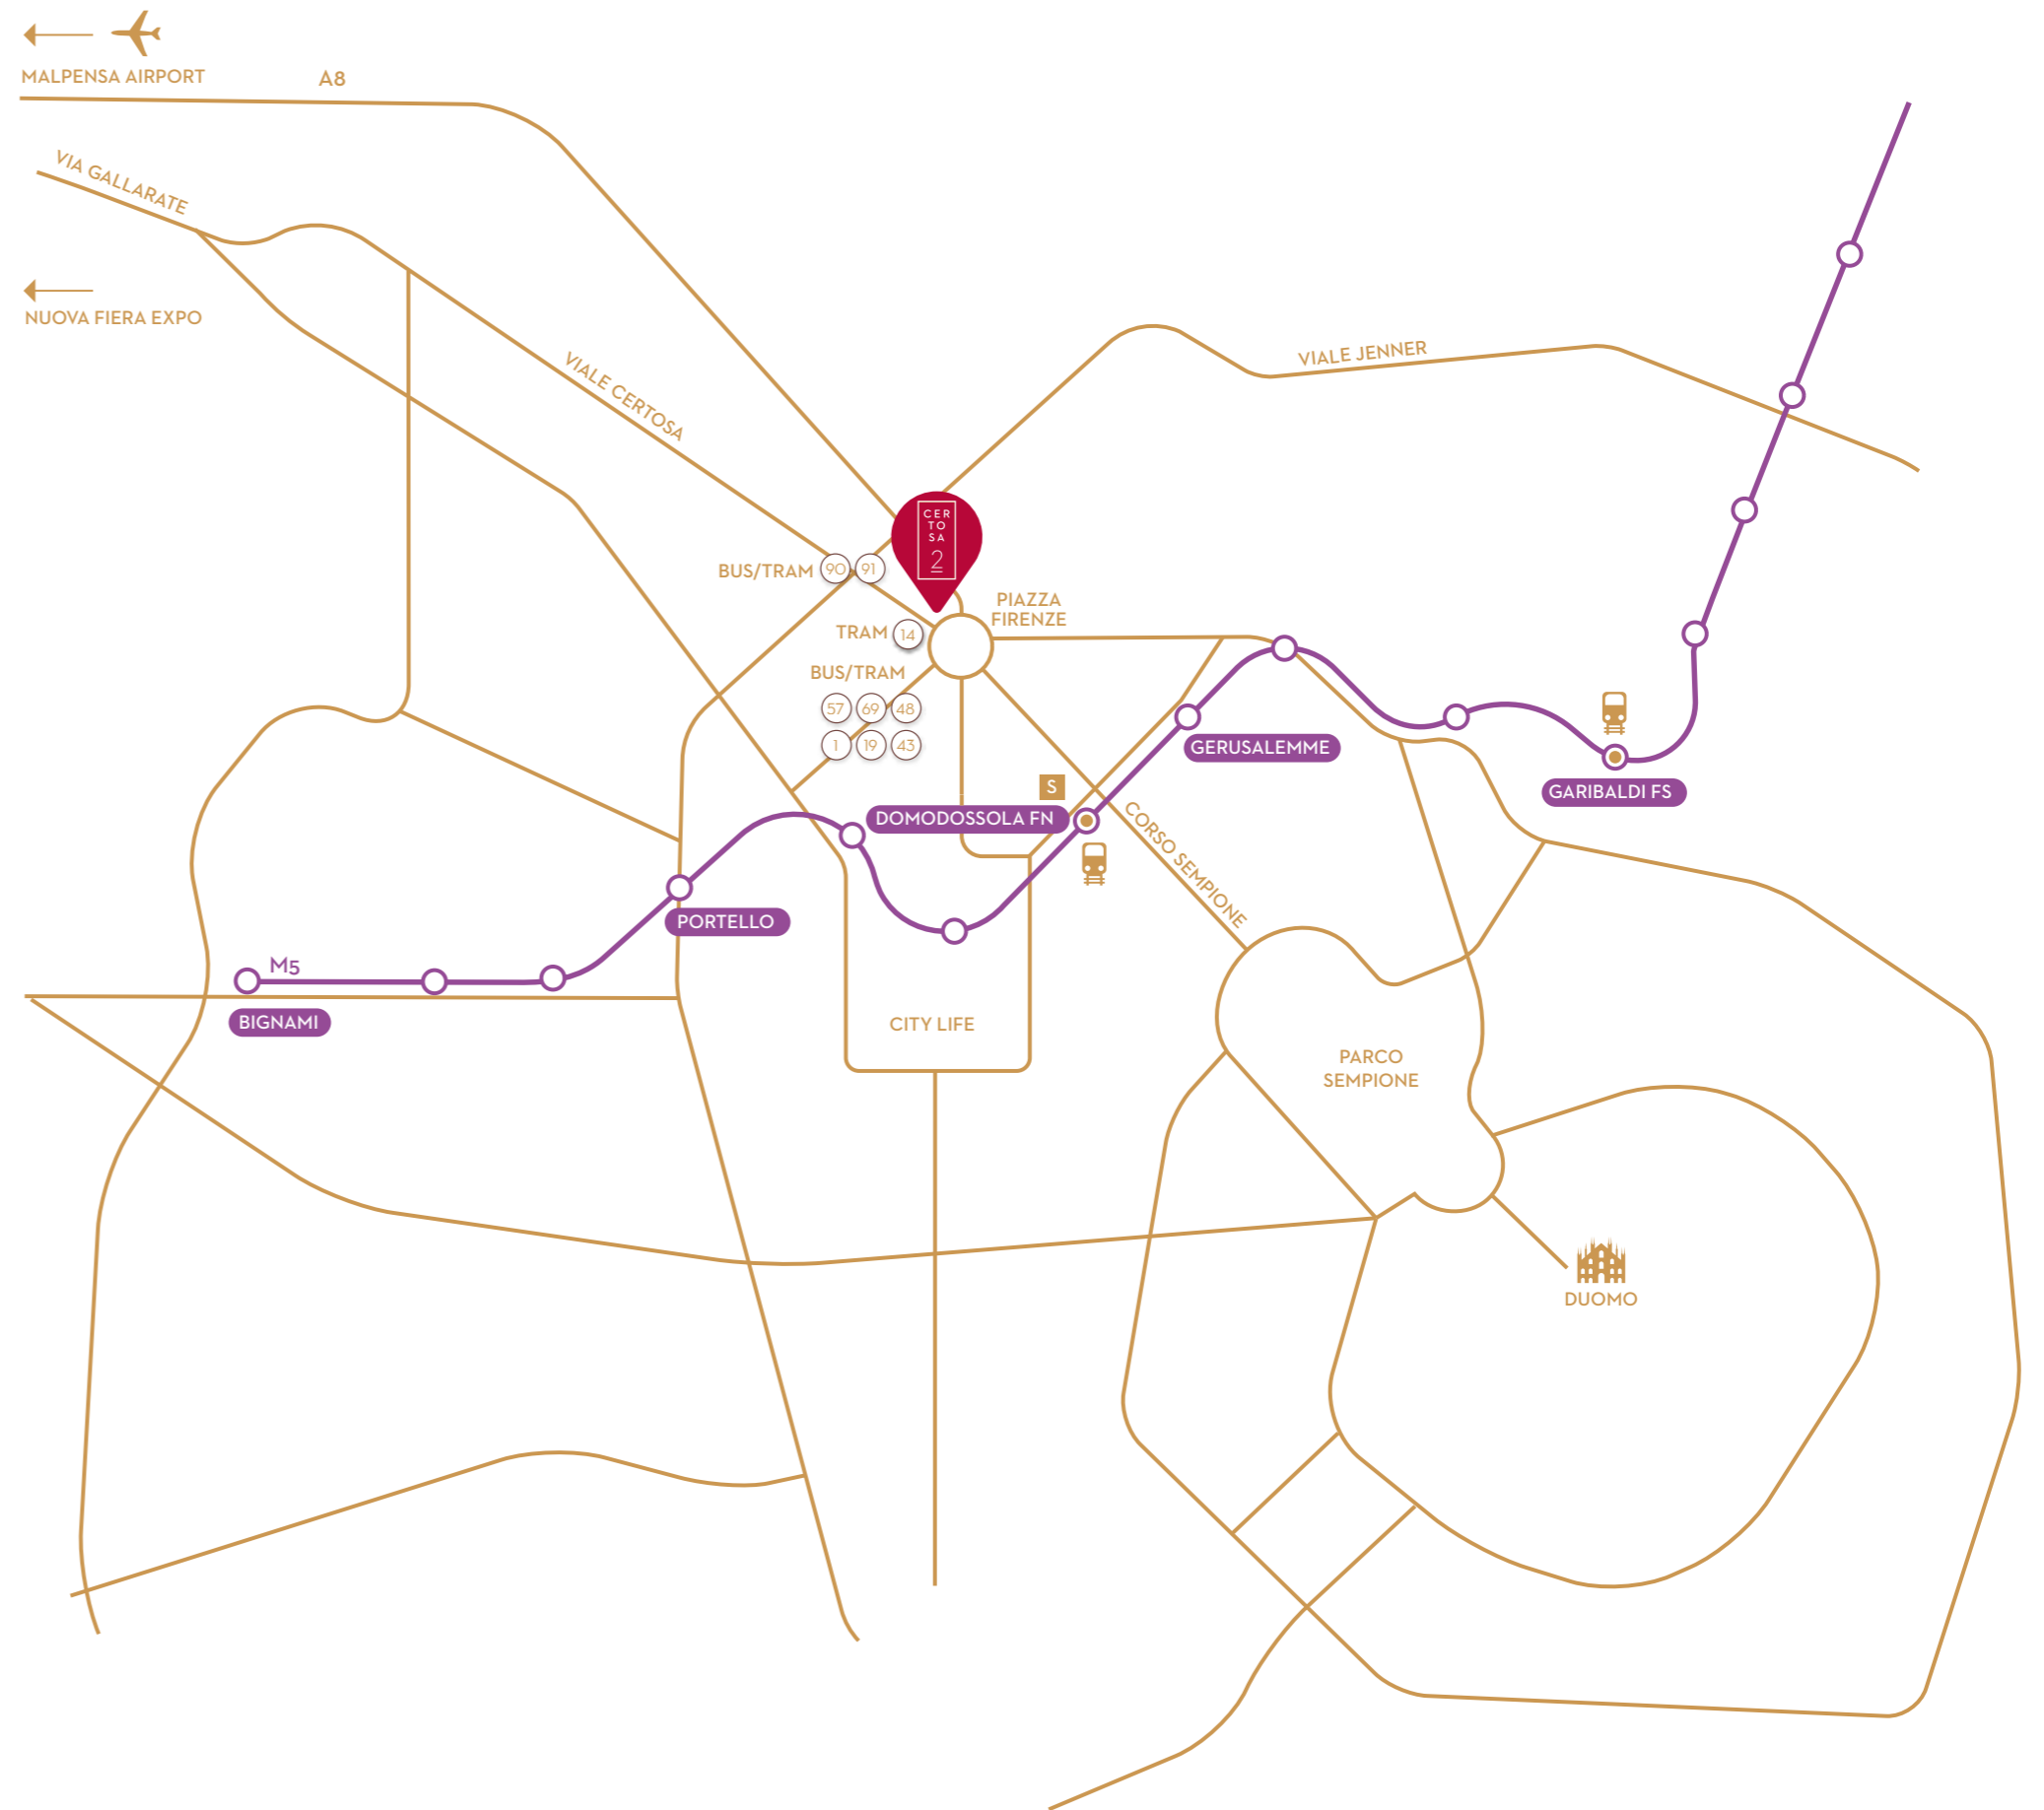 MALPENSA AIRPORT
A8
VIA GALLARATE
NUOVA FIERA EXPO
VIALE CERTOSA
VIALE JENNER
CER
TO
SA
2
BUS/TRAM 90 91
PIAZZA
FIRENZE
TRAM 14
BUS/TRAM
57 69 48
1 19 43
GERUSALEMME
S
GARIBALDI FS
DOMODOSSOLA FN
CORSO SEMPIONE
PORTELLO
M5
BIGNAMI
CITY LIFE
PARCO
SEMPIONE
DUOMO